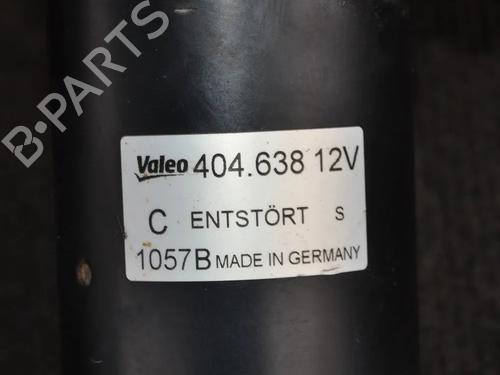 B-PARTS
Valeo 404.638 12V
C ENTSTÖRT S
1057B MADE IN GERMANY